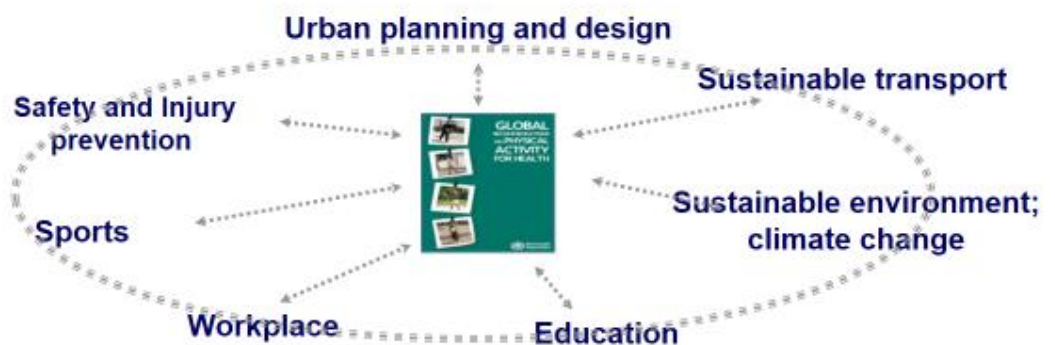 Urban planning and design
Sustainable transport
Safety and Injury
prevention
GLOBAL
PHYSICAL
ACTIVITY
FOR HEALTH
Sports
Sustainable environment;
climate change
Workplace
Education